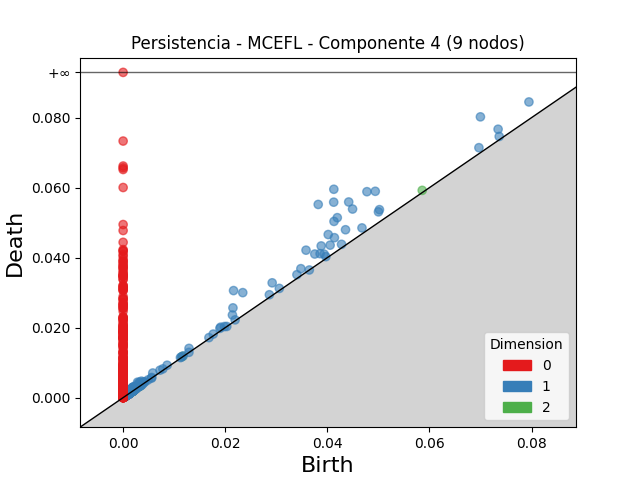 Persistencia - MCEFL - Componente 4 (9 nodos)
+∞
0.080
0.060
0.040
0.020
0.000
Death
Dimension
0
1
2
0.00 0.02 0.04 0.06 0.08
Birth